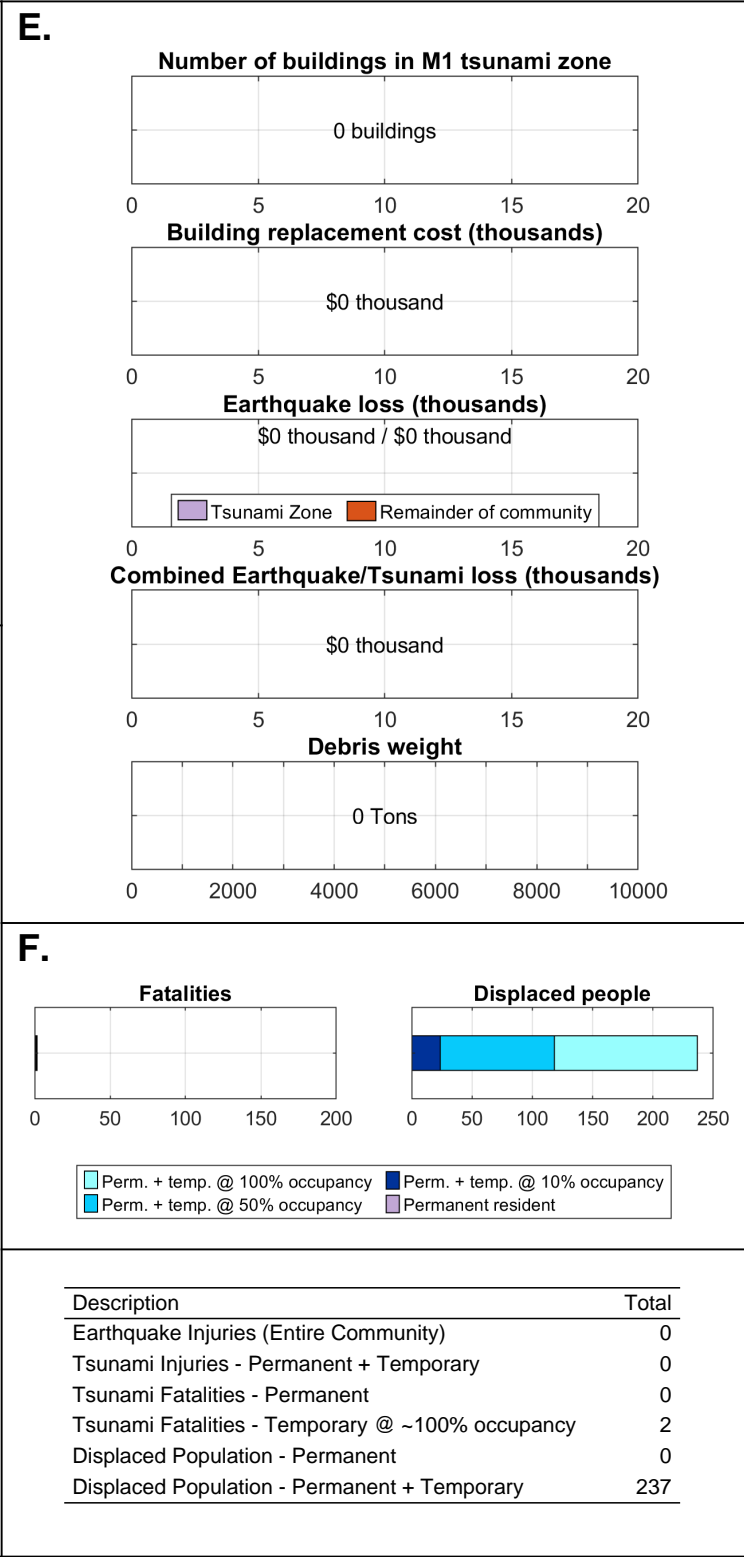 E.
Number of buildings in M1 tsunami zone
0 buildings
0 5 10 15 20
Building replacement cost (thousands)
$0 thousand
0 5 10 15 20
Earthquake loss (thousands)
$0 thousand / $0 thousand
Tsunami Zone Remainder of community
0 5 10 15 20
Combined Earthquake/Tsunami loss (thousands)
$0 thousand
0 5 10 15 20
Debris weight
0 Tons
0 2000 4000 6000 8000 10000
F.
Fatalities Displaced people
0 50 100 150 200 0 50 100 150 200 250
Perm. + temp. @ 100% occupancy Perm. + temp. @ 10% occupancy
Perm. + temp. @ 50% occupancy Permanent resident
Description Total
Earthquake Injuries (Entire Community) 0
Tsunami Injuries - Permanent + Temporary 0
Tsunami Fatalities - Permanent 0
Tsunami Fatalities - Temporary @ ~100% occupancy 2
Displaced Population - Permanent 0
Displaced Population - Permanent + Temporary 237